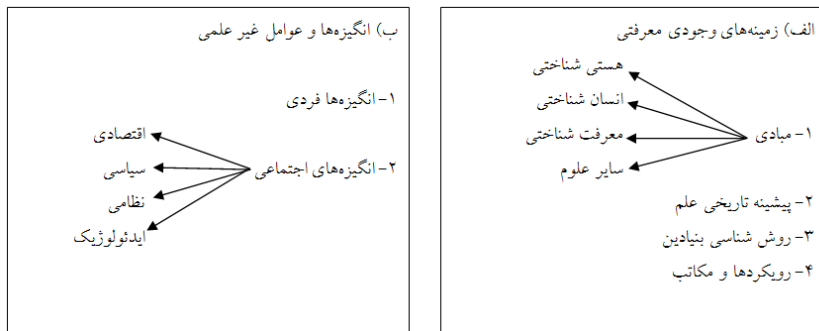 الف) زمینه‌های وجودی معرفتی
هستی شناختی
انسان شناختی
۱- مبادی
معرفت شناختی
سایر علوم
۲- پیشینه تاریخی علم
۳- روش شناسی بنیادین
۴- رویکردها و مکاتب
ب) انگیزه‌ها و عوامل غیر علمی
۱- انگیزه‌ها فردی
اقتصادی
۲- انگیزه‌های اجتماعی
سیاسی
نظامی
ایدئولوژیک